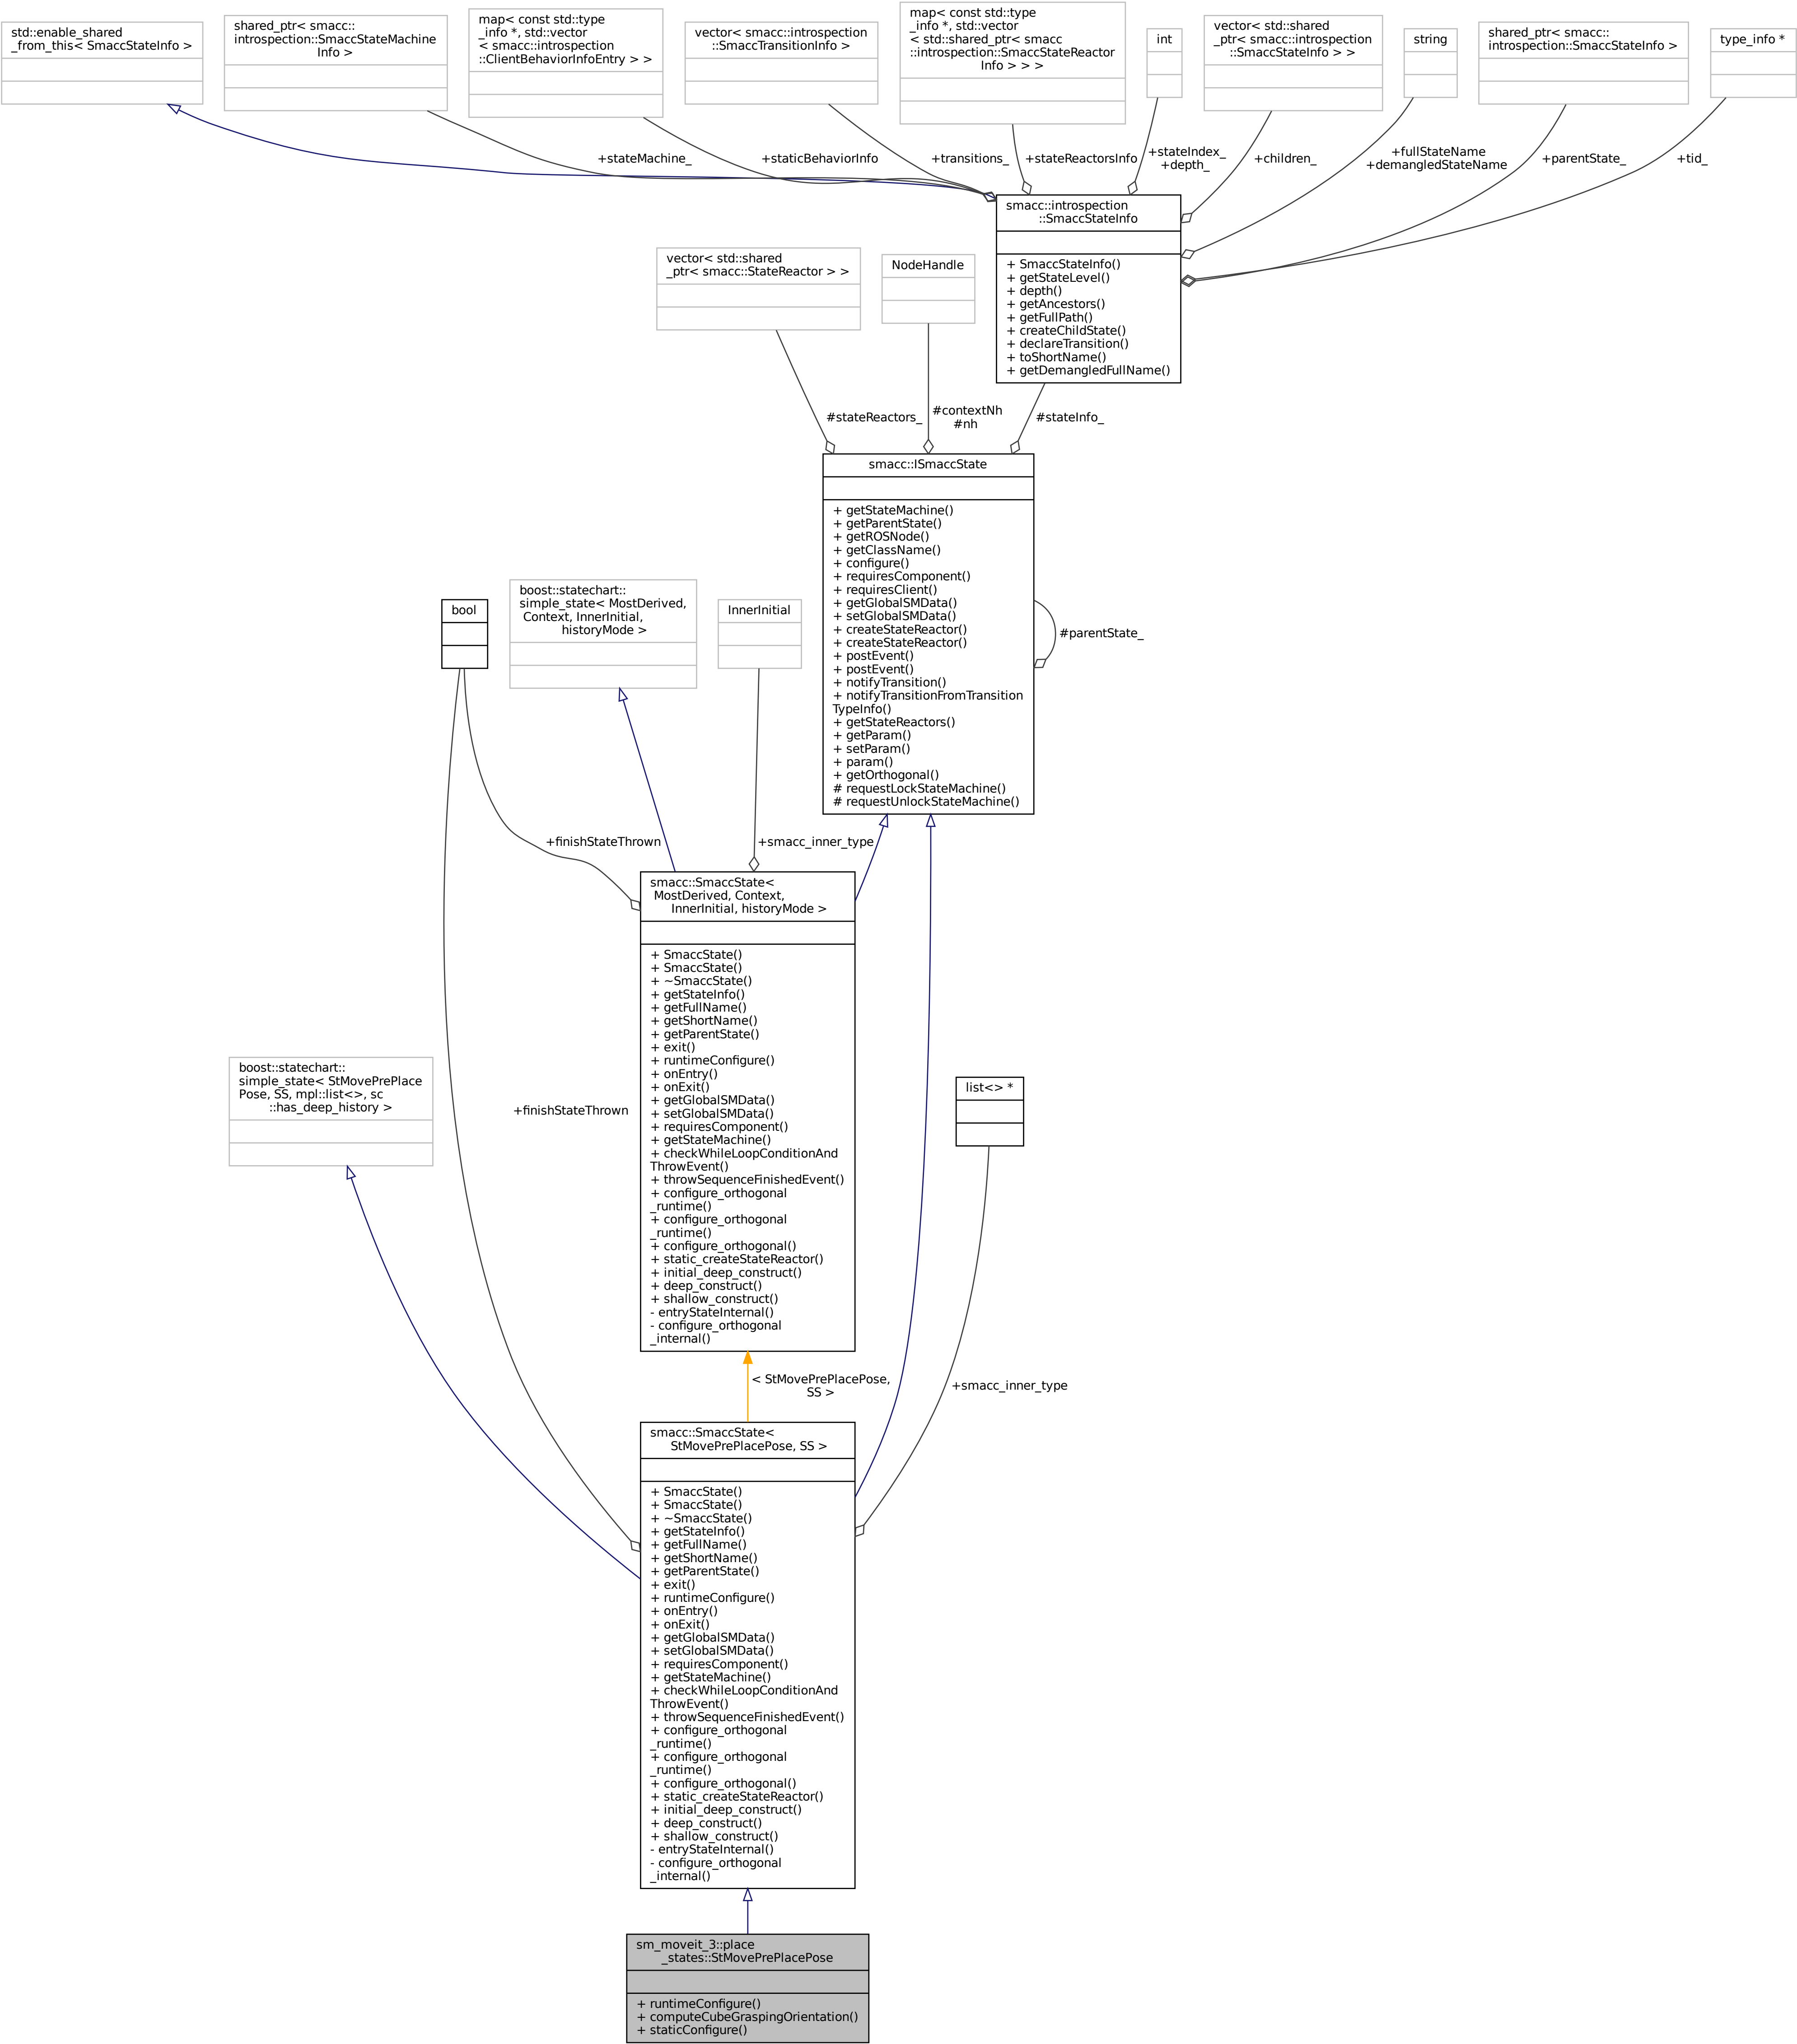 std::enable_shared
_from_this< SmaccStateInfo >
shared_ptr< smacc::
introspection::SmaccStateMachine
Info >
map< const std::type
_info *, std::vector
< smacc::introspection
::ClientBehaviorInfoEntry > >
vector< smacc::introspection
::SmaccTransitionInfo >
map< const std::type
_info *, std::vector
< std::shared_ptr< smacc
::introspection::SmaccStateReactor
Info > > >
int
vector< std::shared
_ptr< smacc::introspection
::SmaccStateInfo > >
string
shared_ptr< smacc::
introspection::SmaccStateInfo >
type_info *
+stateMachine_
+staticBehaviorInfo
+transitions_
+stateReactorsInfo
+stateIndex_
+depth_
+children_
+fullStateName
+demangledStateName
+parentState_
+tid_
smacc::introspection
::SmaccStateInfo
+ SmaccStateInfo()
+ getStateLevel()
+ depth()
+ getAncestors()
+ getFullPath()
+ createChildState()
+ declareTransition()
+ toShortName()
+ getDemangledFullName()
vector< std::shared
_ptr< smacc::StateReactor > >
NodeHandle
#stateReactors_
#contextNh
#nh
#stateInfo_
smacc::ISmaccState
+ getStateMachine()
+ getParentState()
+ getROSNode()
+ getClassName()
+ configure()
+ requiresComponent()
+ requiresClient()
+ getGlobalSMData()
+ setGlobalSMData()
+ createStateReactor()
+ createStateReactor()
+ postEvent()
+ postEvent()
+ notifyTransition()
+ notifyTransitionFromTransition
TypeInfo()
+ getStateReactors()
+ getParam()
+ setParam()
+ param()
+ getOrthogonal()
# requestLockStateMachine()
# requestUnlockStateMachine()
#parentState_
bool
boost::statechart::
simple_state< MostDerived,
Context, InnerInitial,
historyMode >
InnerInitial
+finishStateThrown
+smacc_inner_type
smacc::SmaccState<
MostDerived, Context,
InnerInitial, historyMode >
+ SmaccState()
+ SmaccState()
+ ~SmaccState()
+ getStateInfo()
+ getFullName()
+ getShortName()
+ getParentState()
+ exit()
+ runtimeConfigure()
+ onEntry()
+ onExit()
+ getGlobalSMData()
+ setGlobalSMData()
+ requiresComponent()
+ getStateMachine()
+ checkWhileLoopConditionAnd
ThrowEvent()
+ throwSequenceFinishedEvent()
+ configure_orthogonal
_runtime()
+ configure_orthogonal
_runtime()
+ configure_orthogonal()
+ static_createStateReactor()
+ initial_deep_construct()
+ deep_construct()
+ shallow_construct()
- entryStateInternal()
- configure_orthogonal
_internal()
boost::statechart::
simple_state< StMovePrePlace
Pose, SS, mpl::list<>, sc
::has_deep_history >
+finishStateThrown
list<> *
< StMovePrePlacePose,
SS >
+smacc_inner_type
smacc::SmaccState<
StMovePrePlacePose, SS >
+ SmaccState()
+ SmaccState()
+ ~SmaccState()
+ getStateInfo()
+ getFullName()
+ getShortName()
+ getParentState()
+ exit()
+ runtimeConfigure()
+ onEntry()
+ onExit()
+ getGlobalSMData()
+ setGlobalSMData()
+ requiresComponent()
+ getStateMachine()
+ checkWhileLoopConditionAnd
ThrowEvent()
+ throwSequenceFinishedEvent()
+ configure_orthogonal
_runtime()
+ configure_orthogonal
_runtime()
+ configure_orthogonal()
+ static_createStateReactor()
+ initial_deep_construct()
+ deep_construct()
+ shallow_construct()
- entryStateInternal()
- configure_orthogonal
_internal()
sm_moveit_3::place
_states::StMovePrePlacePose
+ runtimeConfigure()
+ computeCubeGraspingOrientation()
+ staticConfigure()